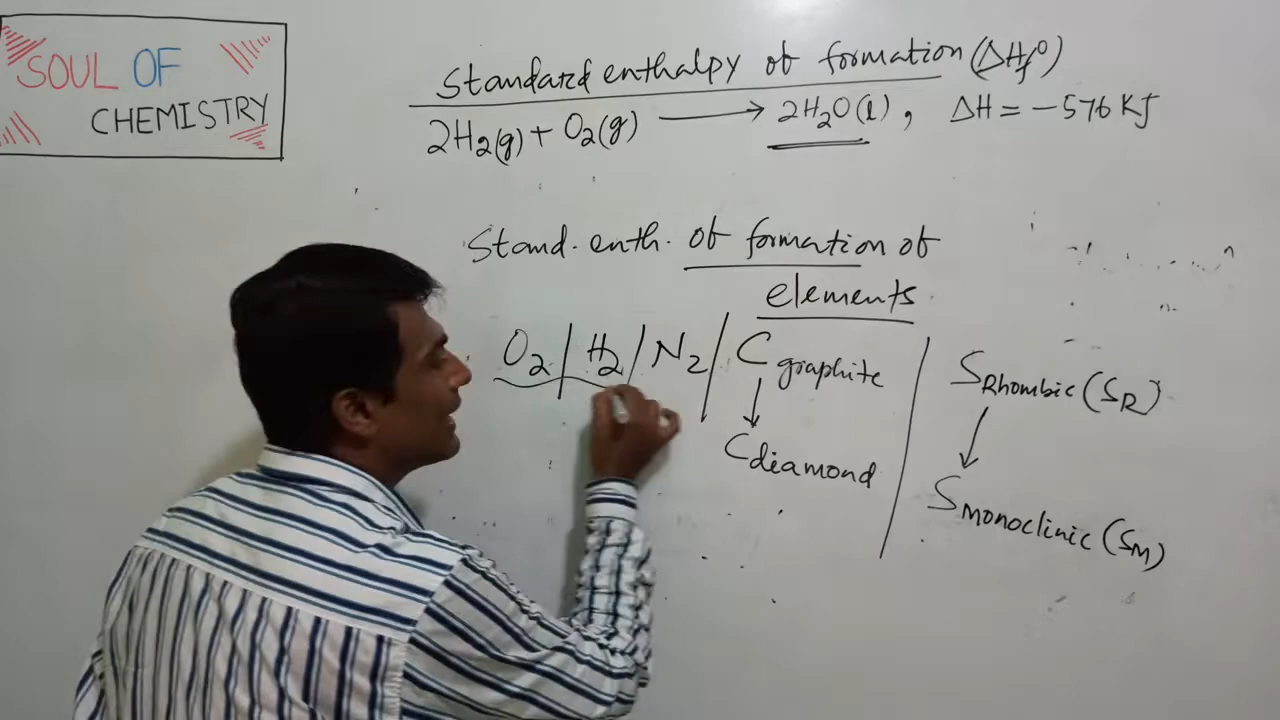 SOUL OF
CHEMISTRY
Standard enthalpy of formation (ΔHf°)
2H₂(g) + O₂(g) ⟶ 2H₂O(l), ΔH = -576 KJ
Stand. enth. of formation of
elements
O₂ / H₂ / N₂ / C graphite / S Rhombic (S_R)
↓ ↓
C diamond S Monoclinic (S_M)